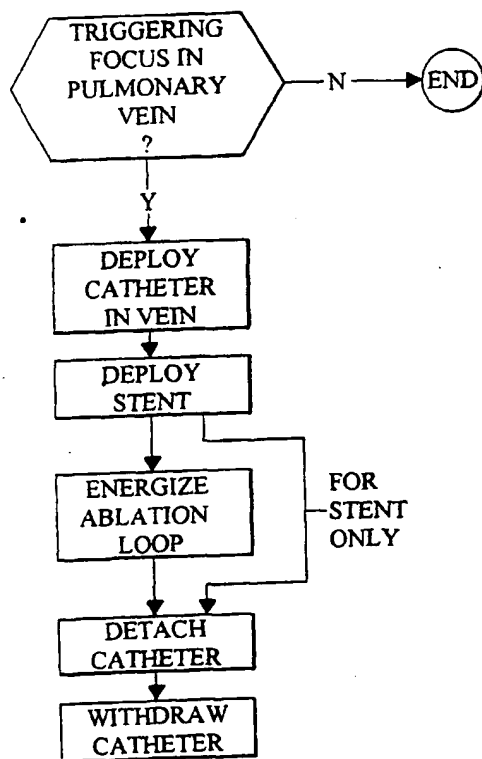 TRIGGERING
FOCUS IN
PULMONARY
VEIN
?
N
END
Y
DEPLOY
CATHETER
IN VEIN
DEPLOY
STENT
ENERGIZE
ABLATION
LOOP
FOR
STENT
ONLY
DETACH
CATHETER
WITHDRAW
CATHETER